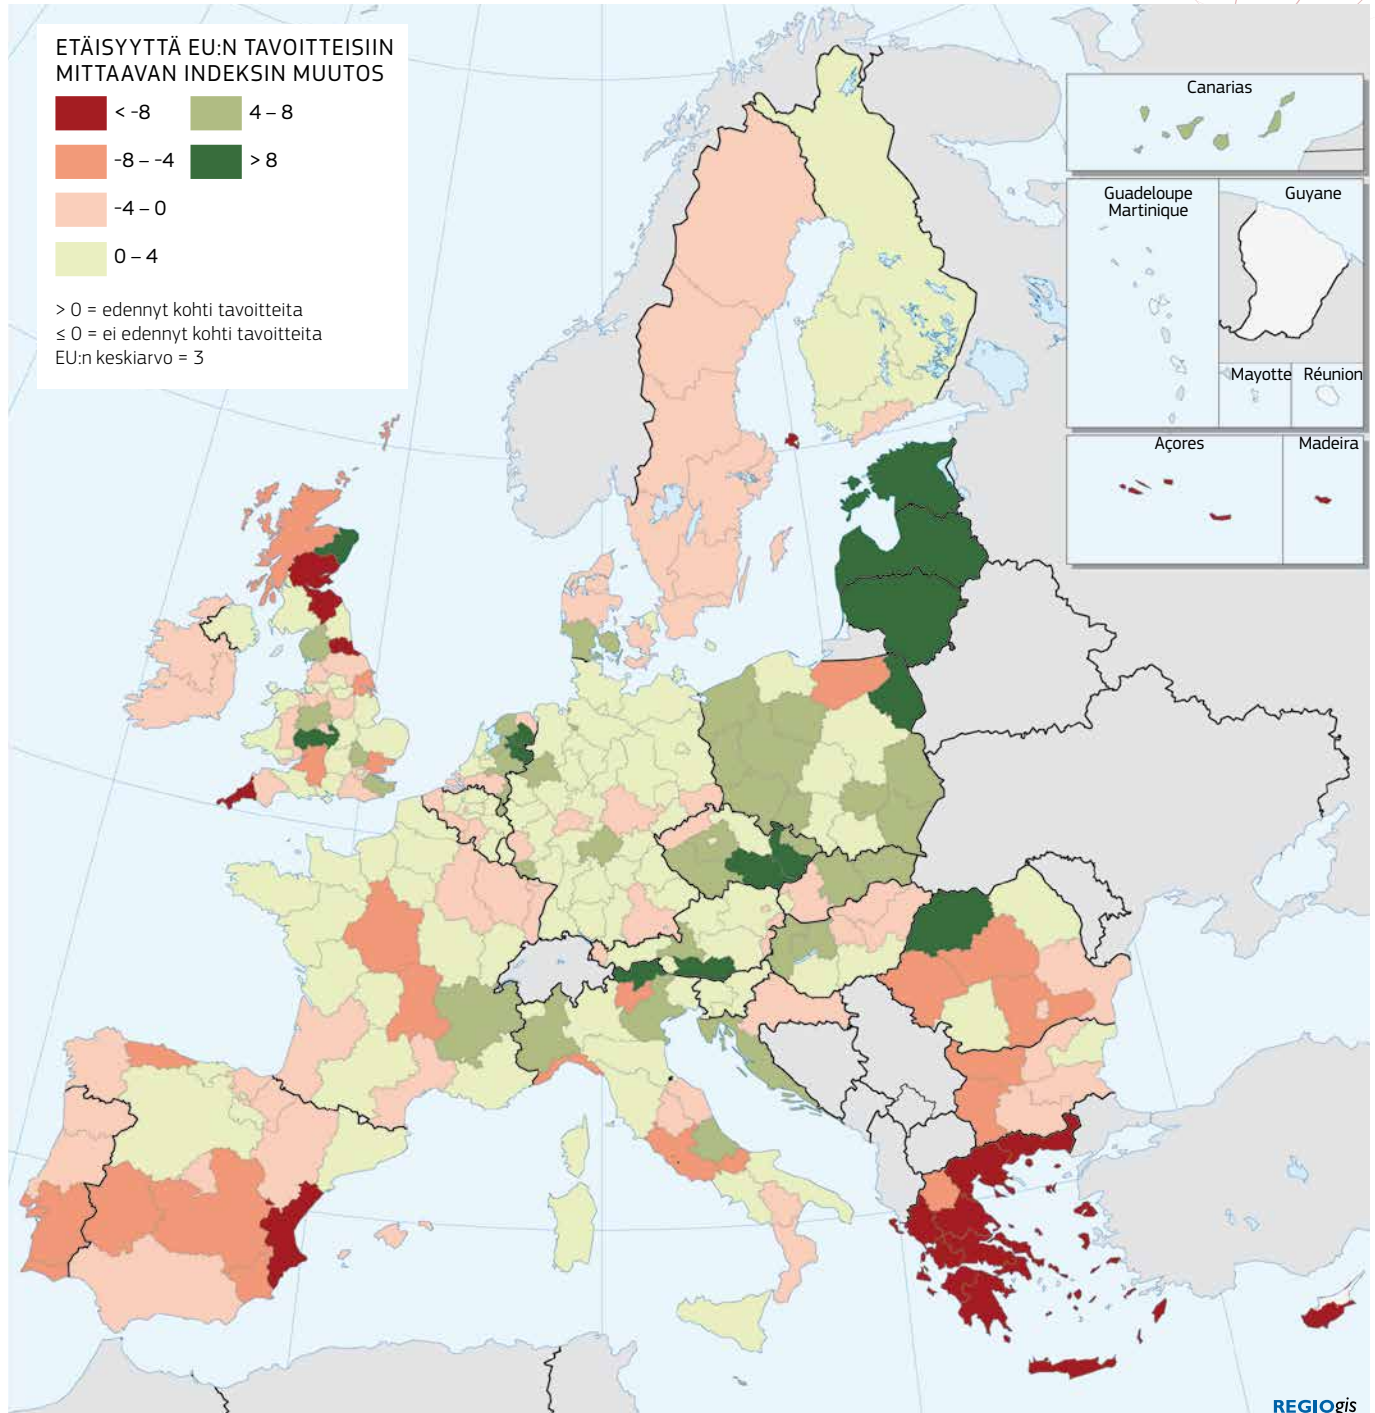 ETÄISYYTTÄ EU:N TAVOITTEISIIN
MITTAAVAN INDEKSIN MUUTOS
< -8
4 – 8
-8 – -4
> 8
-4 – 0
0 – 4
> 0 = edennyt kohti tavoitteita
≤ 0 = ei edennyt kohti tavoitteita
EU:n keskiarvo = 3
Canarias
Guadeloupe
Martinique
Guyane
Mayotte
Réunion
Açores
Madeira
REGIOgis